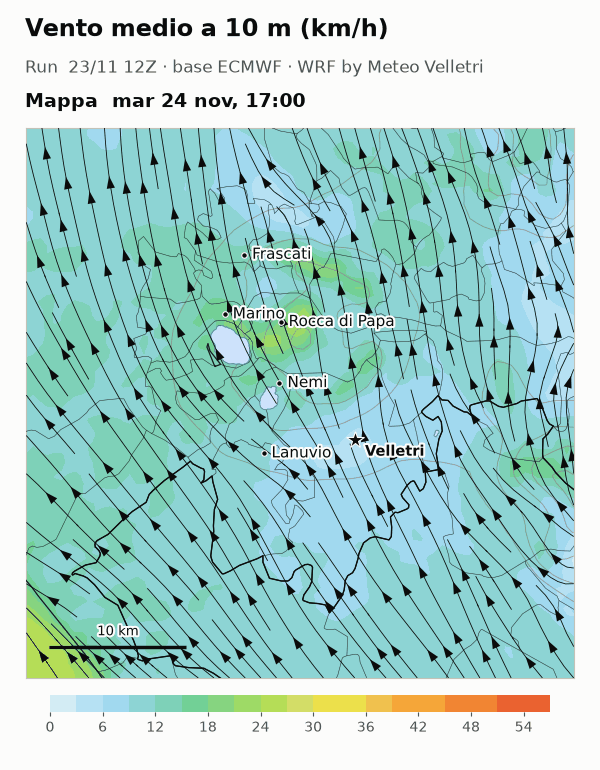 Vento medio a 10 m (km/h)
Run  23/11 12Z · base ECMWF · WRF by Meteo Velletri
Mappa  mar 24 nov, 17:00
Frascati
Marino
Rocca di Papa
Nemi
Velletri
Lanuvio
10 km
0 6 12 18 24 30 36 42 48 54